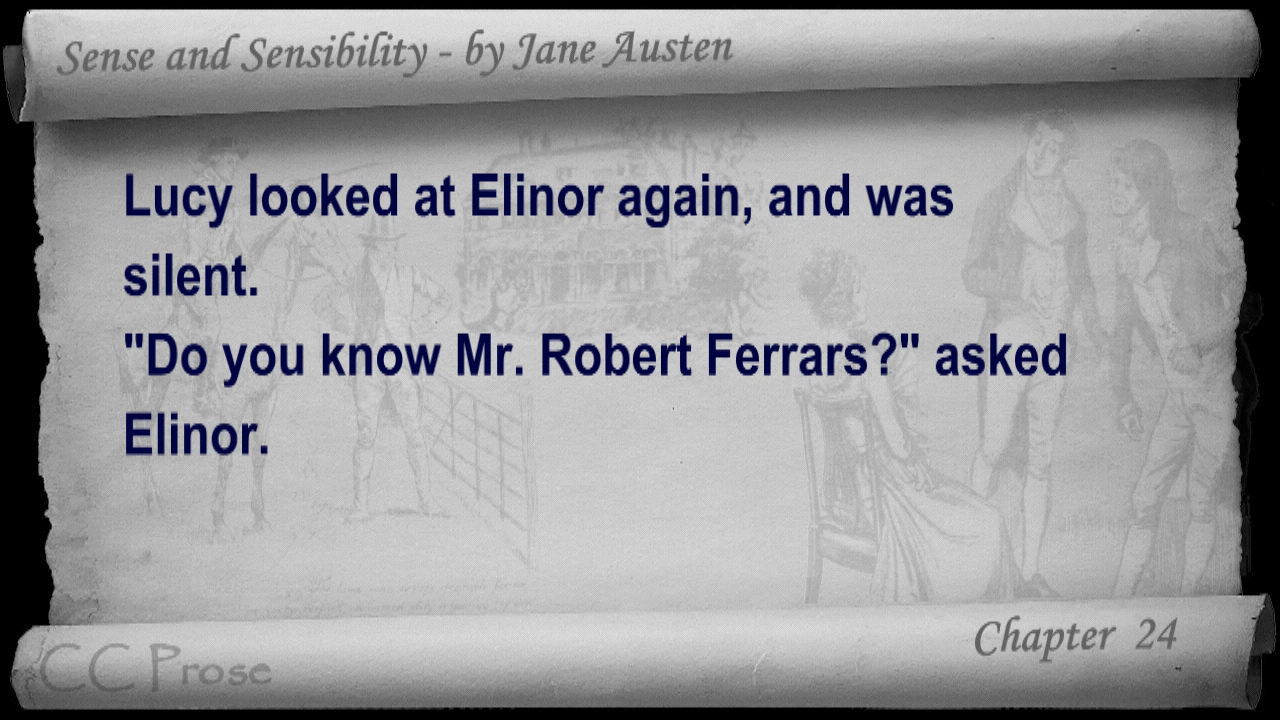 Sense and Sensibility - by Jane Austen
Lucy looked at Elinor again, and was
silent.
"Do you know Mr. Robert Ferrars?" asked
Elinor.
Chapter 24
CC Prose